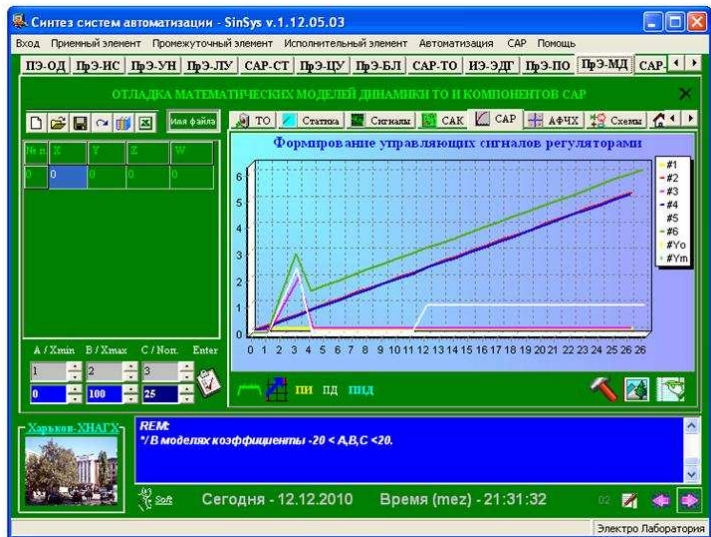 Синтез систем автоматизации - SinSys v.1.12.05.03
Вход Приемный элемент Промежуточный элемент Исполнительный элемент Автоматизация САР Помощь
ПЭ-ОД ПрЭ-ИС ПрЭ-УН ПрЭ-ЛУ САР-СТ ПрЭ-ЦУ ПрЭ-БЛ САР-ТО ИЭ-ЭДГ ПрЭ-ПО ПрЭ-МД САР-
ОТЛАДКА МАТЕМАТИЧЕСКИХ МОДЕЛЕЙ ДИНАМИКИ ТО И КОМПОНЕНТОВ САР
Имя файла ТО Статика Сигналы САК САР АФЧХ Схемы
№ п X Y Z W
0 0 0 0 0
Формирование управляющих сигналов регуляторами
6
5
4
3
2
1
0
0 1 2 3 4 5 6 7 8 9 10 11 12 13 14 15 16 17 18 19 20 21 22 23 24 25 26 26
#1
#2
#3
#4
#5
#6
#Yo
#Ym
A / Xmin B / Xmax C / Nоп. Enter
1 2 3
0 100 25
ПИ ПД ПИД
Харьков-ХНАГХ
REM:
*/ В моделях коэффициенты -20 < A,B,C <20.
Soft Сегодня - 12.12.2010 Время (mez) - 21:31:32 02
Электро Лаборатория